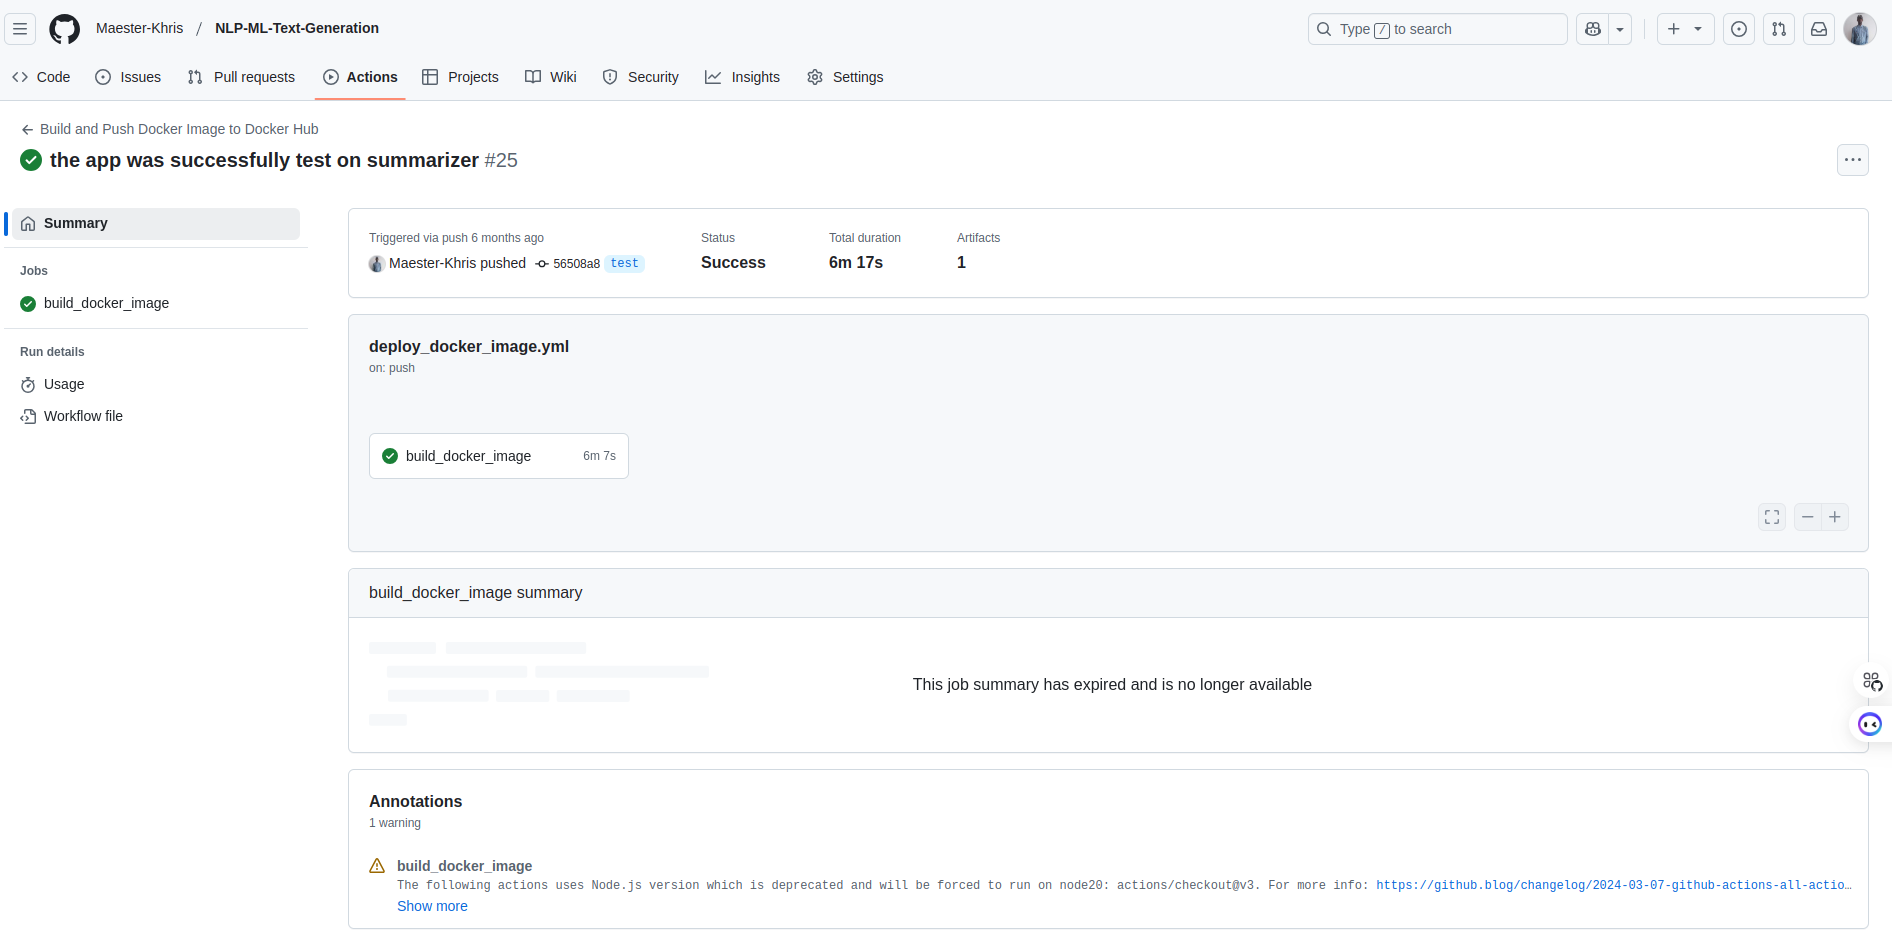 Maester-Khris / NLP-ML-Text-Generation
Type / to search
Code Issues Pull requests Actions Projects Wiki Security Insights Settings
Build and Push Docker Image to Docker Hub
the app was successfully test on summarizer #25
Summary
Jobs
build_docker_image
Run details
Usage
Workflow file
Triggered via push 6 months ago
Maester-Khris pushed 56508a8 test
Status
Success
Total duration
6m 17s
Artifacts
1
deploy_docker_image.yml
on: push
build_docker_image 6m 7s
build_docker_image summary
This job summary has expired and is no longer available
Annotations
1 warning
build_docker_image
The following actions uses Node.js version which is deprecated and will be forced to run on node20: actions/checkout@v3. For more info: https://github.blog/changelog/2024-03-07-github-actions-all-actio…
Show more